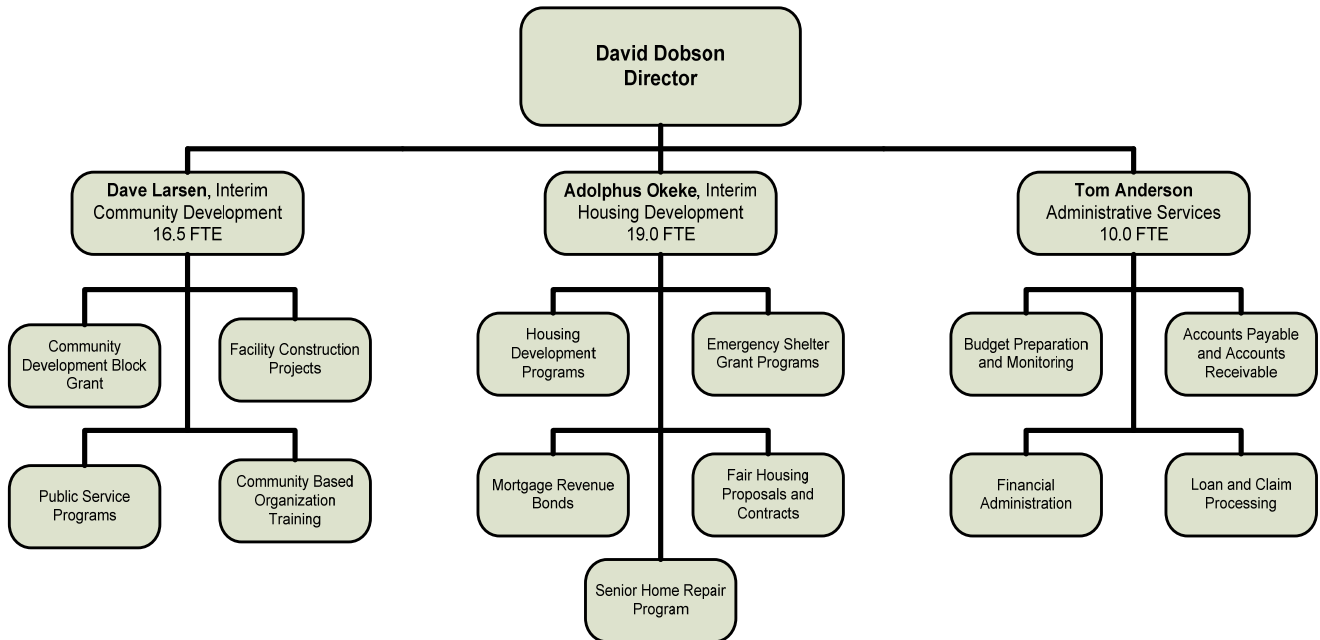 David Dobson
Director
Dave Larsen, Interim
Community Development
16.5 FTE
Adolphus Okeke, Interim
Housing Development
19.0 FTE
Tom Anderson
Administrative Services
10.0 FTE
Community
Development Block
Grant
Facility Construction
Projects
Housing
Development
Programs
Emergency Shelter
Grant Programs
Budget Preparation
and Monitoring
Accounts Payable
and Accounts
Receivable
Public Service
Programs
Community Based
Organization
Training
Mortgage Revenue
Bonds
Fair Housing
Proposals and
Contracts
Financial
Administration
Loan and Claim
Processing
Senior Home Repair
Program